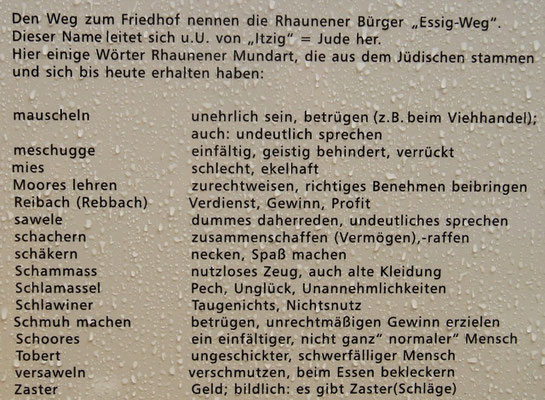 Den Weg zum Friedhof nennen die Rhaunener Bürger „Essig-Weg“.
Dieser Name leitet sich u.U. von „Itzig“ = Jude her.
Hier einige Wörter Rhaunener Mundart, die aus dem Jüdischen stammen
und sich bis heute erhalten haben:
mauscheln unehrlich sein, betrügen (z.B. beim Viehhandel);
auch: undeutlich sprechen
meschugge einfältig, geistig behindert, verrückt
mies schlecht, ekelhaft
Moores lehren zurechtweisen, richtiges Benehmen beibringen
Reibach (Rebbach) Verdienst, Gewinn, Profit
sawele dummes daherreden, undeutliches sprechen
schachern zusammenschaffen (Vermögen),-raffen
schäkern necken, Spaß machen
Schammass nutzloses Zeug, auch alte Kleidung
Schlamassel Pech, Unglück, Unannehmlichkeiten
Schlawiner Taugenichts, Nichtsnutz
Schmuh machen betrügen, unrechtmäßigen Gewinn erzielen
Schoores ein einfältiger, nicht ganz“ normaler“ Mensch
Tobert ungeschickter, schwerfälliger Mensch
versaweln verschmutzen, beim Essen bekleckern
Zaster Geld; bildlich: es gibt Zaster(Schläge)